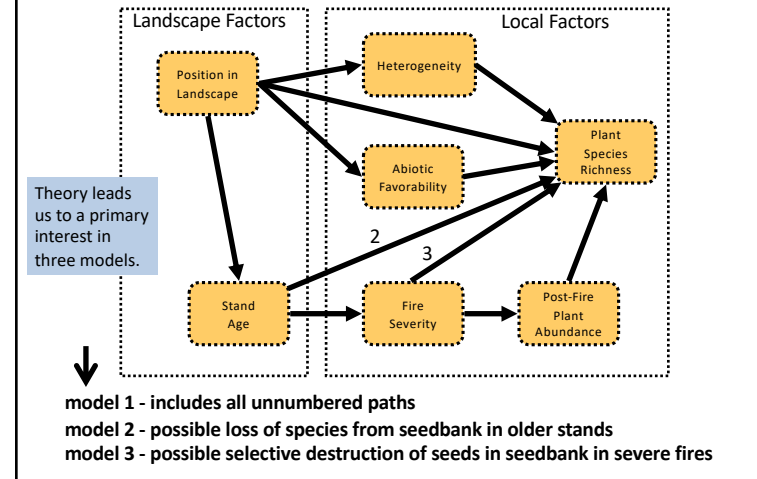 Landscape Factors
Local Factors
Position in
Landscape
Heterogeneity
Plant
Species
Richness
Abiotic
Favorability
Theory leads
us to a primary
interest in
three models.
2
3
Stand
Age
Fire
Severity
Post-Fire
Plant
Abundance
model 1 - includes all unnumbered paths
model 2 - possible loss of species from seedbank in older stands
model 3 - possible selective destruction of seeds in seedbank in severe fires